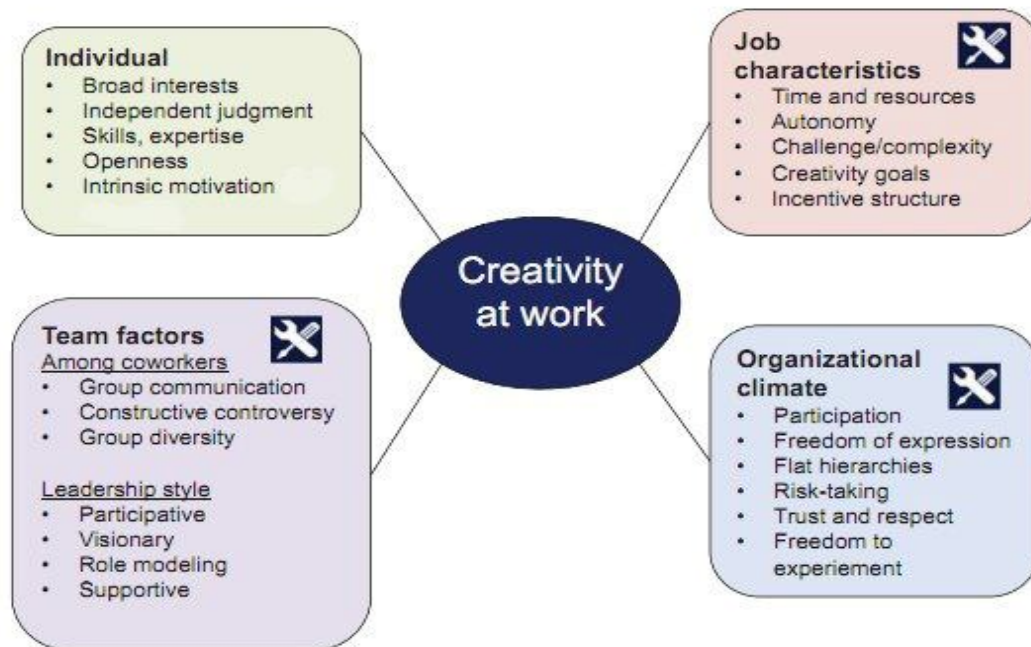 Individual
• Broad interests
• Independent judgment
• Skills, expertise
• Openness
• Intrinsic motivation
Job
characteristics
• Time and resources
• Autonomy
• Challenge/complexity
• Creativity goals
• Incentive structure
Creativity
at work
Team factors
Among coworkers
• Group communication
• Constructive controversy
• Group diversity
Leadership style
• Participative
• Visionary
• Role modeling
• Supportive
Organizational
climate
• Participation
• Freedom of expression
• Flat hierarchies
• Risk-taking
• Trust and respect
• Freedom to
experiement